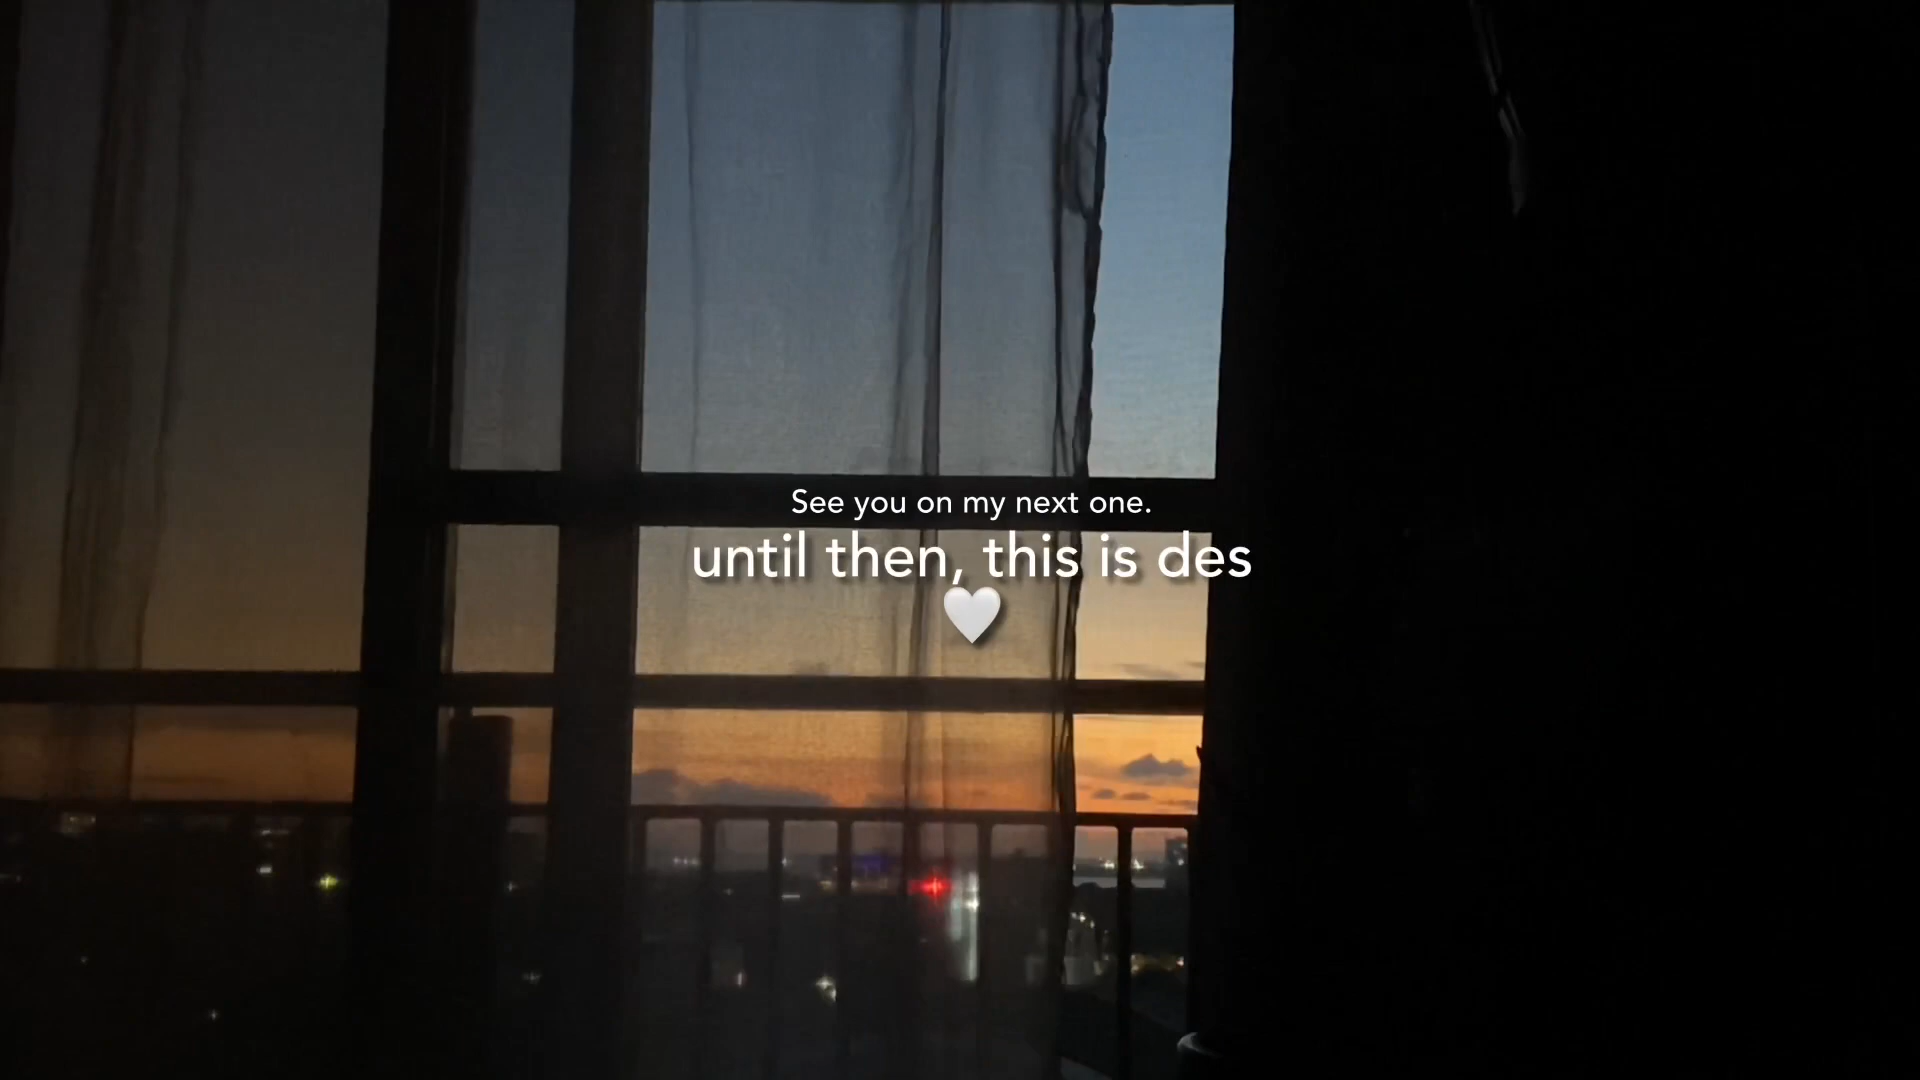 See you on my next one.
until then, this is des
🤍